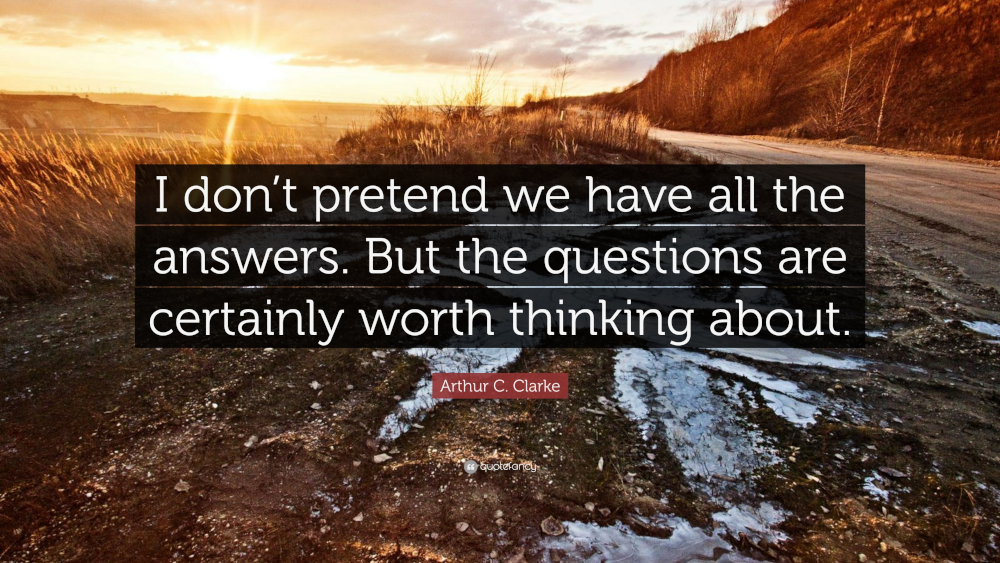 I don’t pretend we have all the
answers. But the questions are
certainly worth thinking about.
Arthur C. Clarke
quotefancy